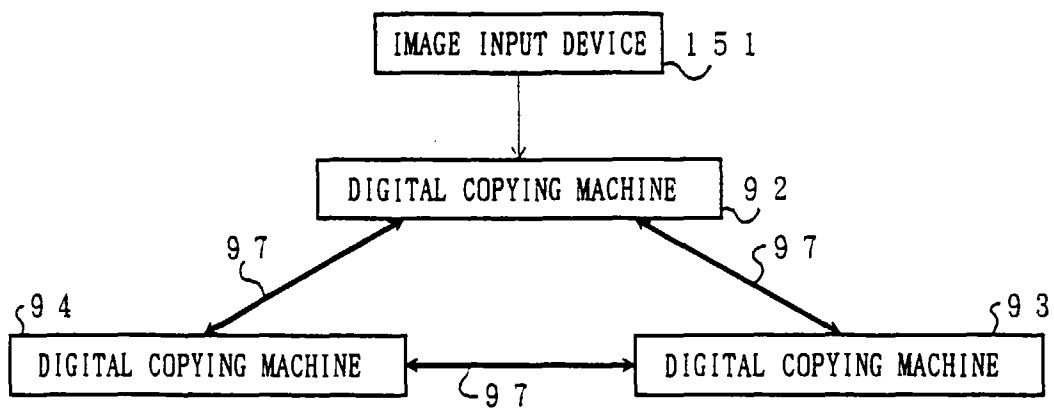 IMAGE INPUT DEVICE
151
DIGITAL COPYING MACHINE
92
97
97
94
93
DIGITAL COPYING MACHINE
DIGITAL COPYING MACHINE
97